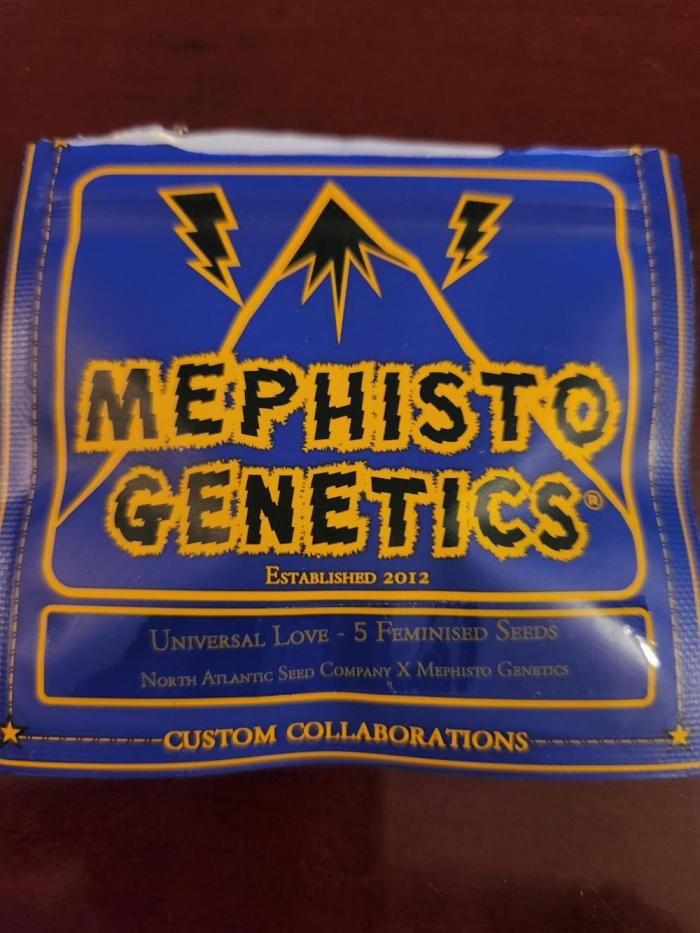 MEPHISTO
GENETICS®
ESTABLISHED 2012
UNIVERSAL LOVE - 5 FEMINISED SEEDS
NORTH ATLANTIC SEED COMPANY X MEPHISTO GENETICS
CUSTOM COLLABORATIONS